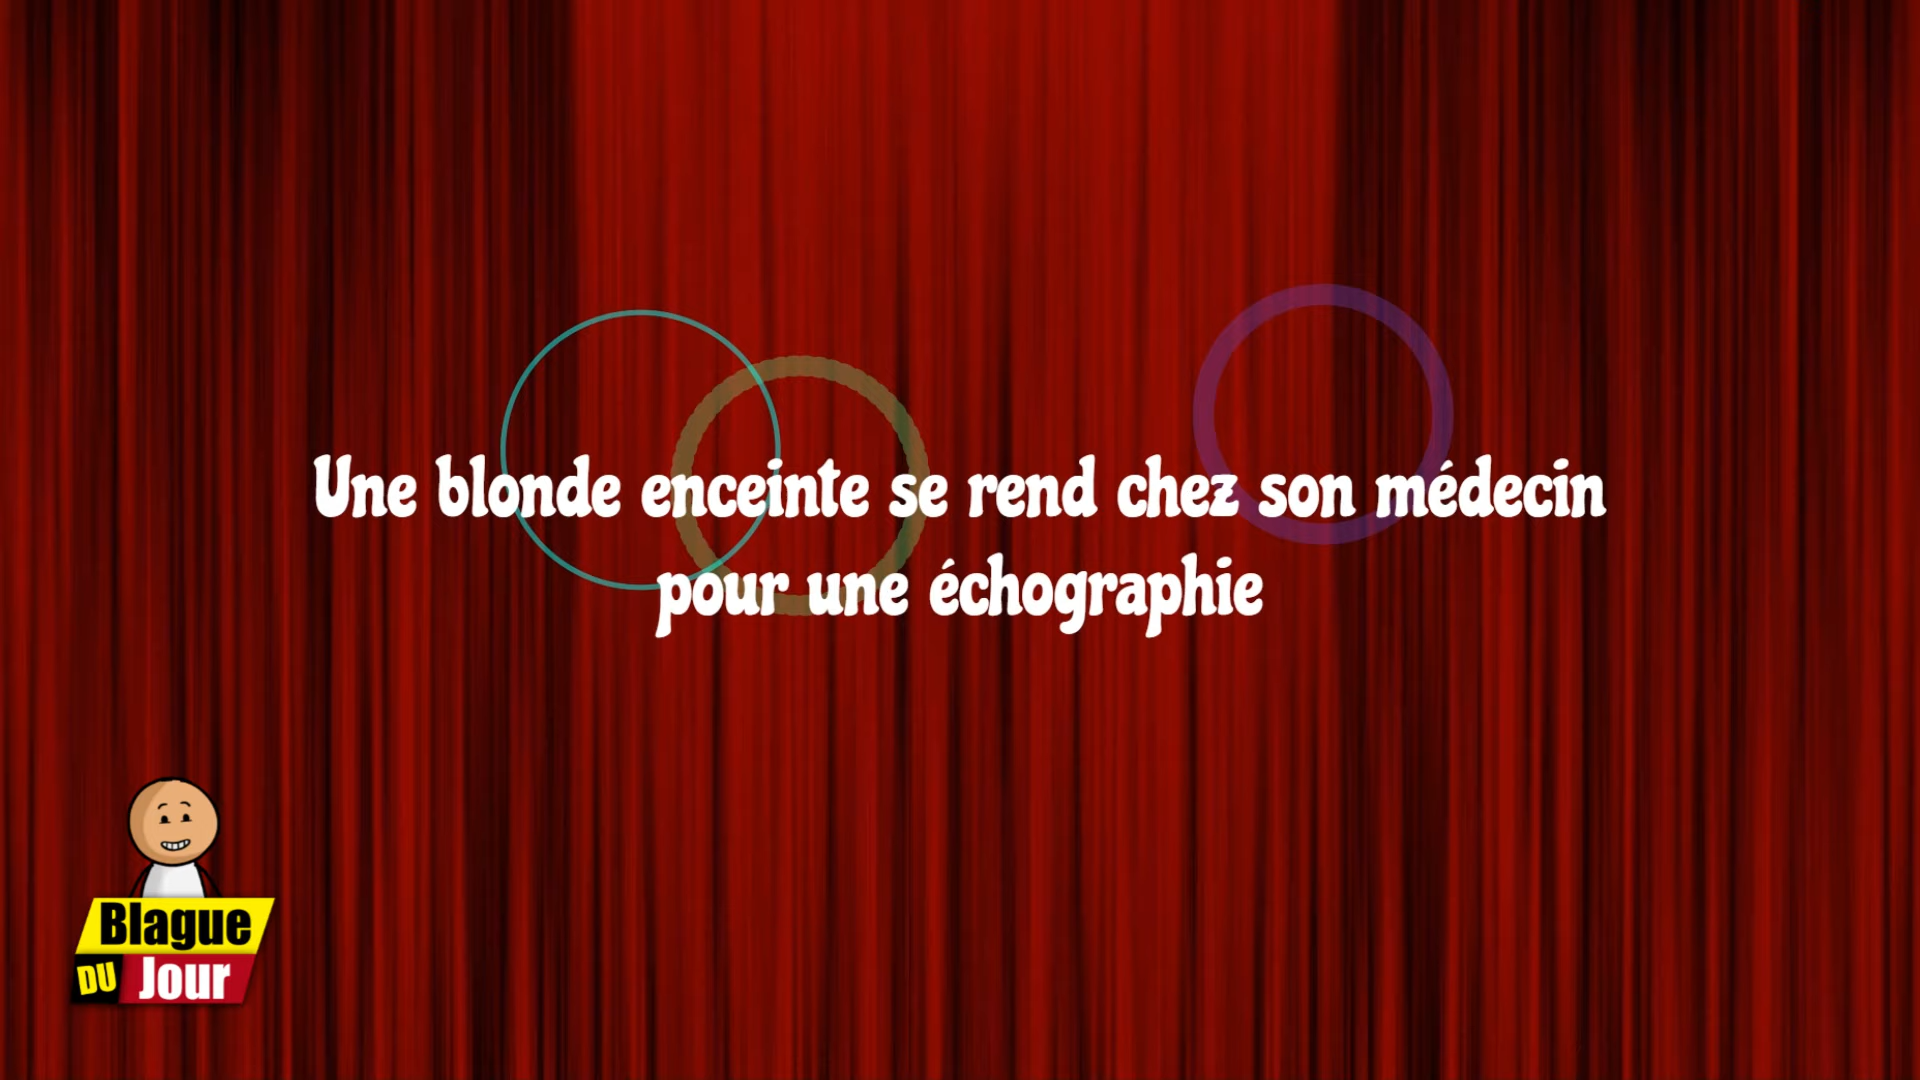 Une blonde enceinte se rend chez son médecin
pour une échographie
Blague
DU Jour